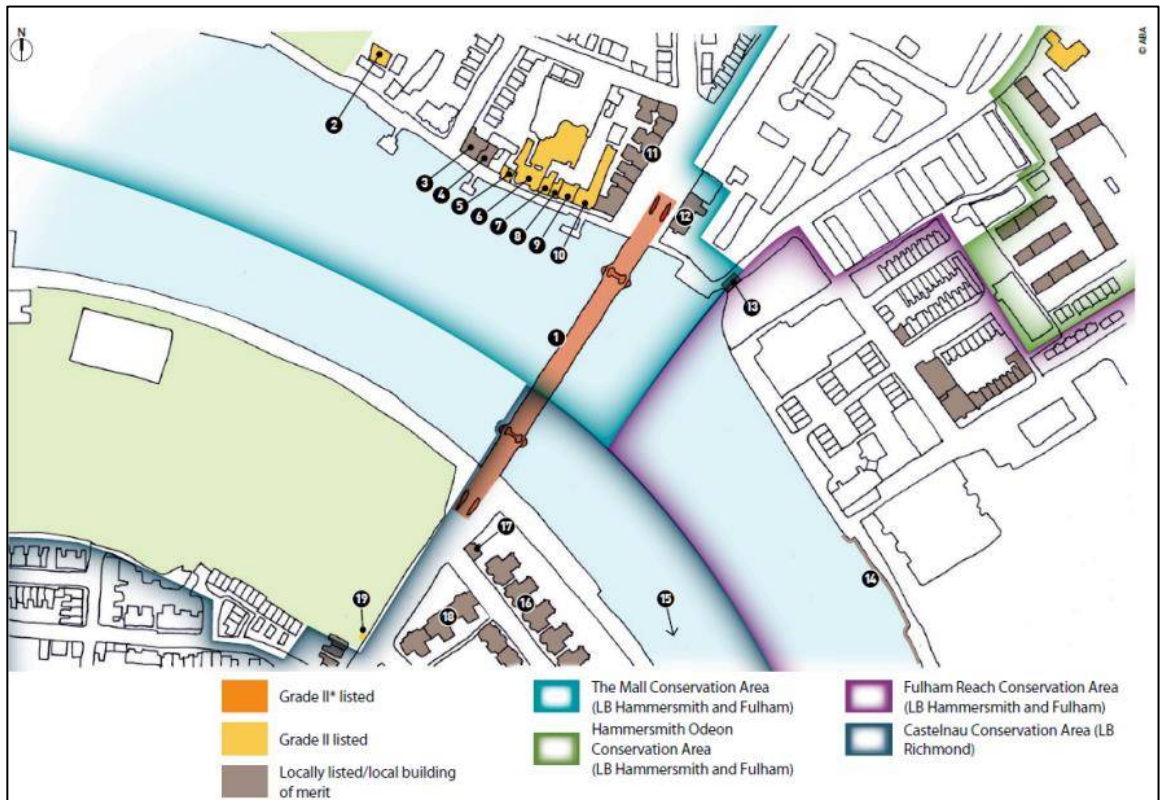 N
© ABA
2
3
4
5
6
7
8
9
10
11
12
13
1
14
15
16
17
18
19
Grade II* listed
Grade II listed
Locally listed/local building
of merit
The Mall Conservation Area
(LB Hammersmith and Fulham)
Hammersmith Odeon
Conservation Area
(LB Hammersmith and Fulham)
Fulham Reach Conservation Area
(LB Hammersmith and Fulham)
Castelnau Conservation Area (LB
Richmond)